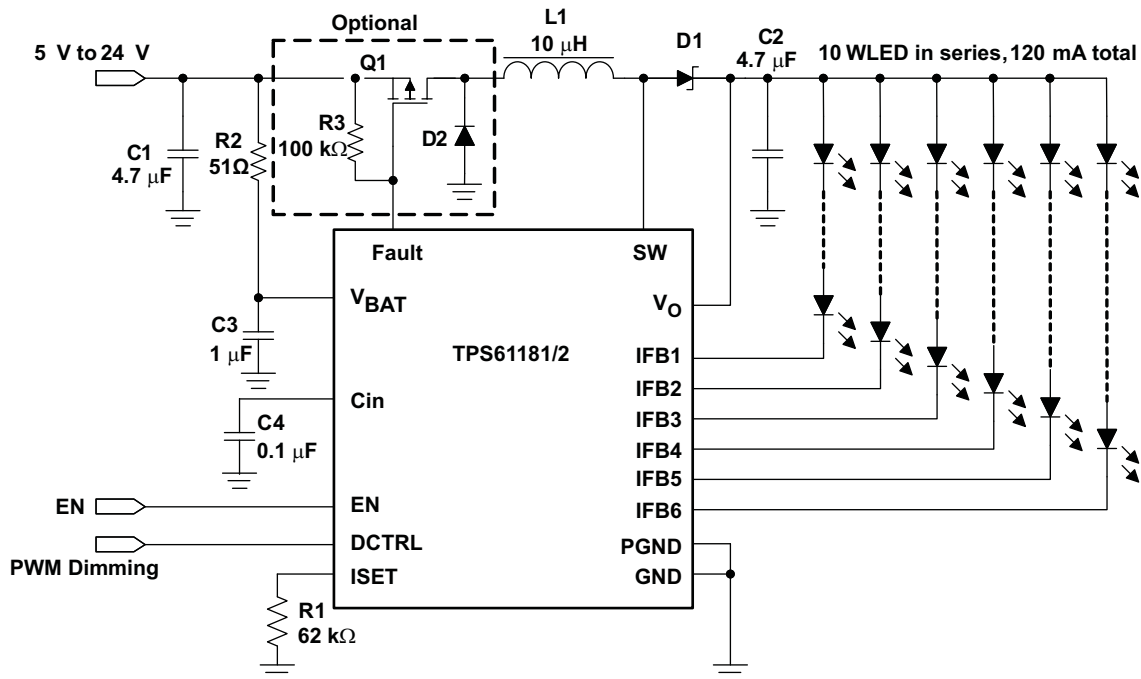 Optional
L1
10 μH
5 V to 24 V
Q1
D1
C2
4.7 μF
10 WLED in series, 120 mA total
R3
100 kΩ
D2
R2
51Ω
C1
4.7 μF
Fault
SW
VBAT
VO
C3
1 μF
TPS61181/2
IFB1
IFB2
Cin
IFB3
C4
0.1 μF
IFB4
IFB5
EN
EN
IFB6
DCTRL
PGND
PWM Dimming
ISET
GND
R1
62 kΩ